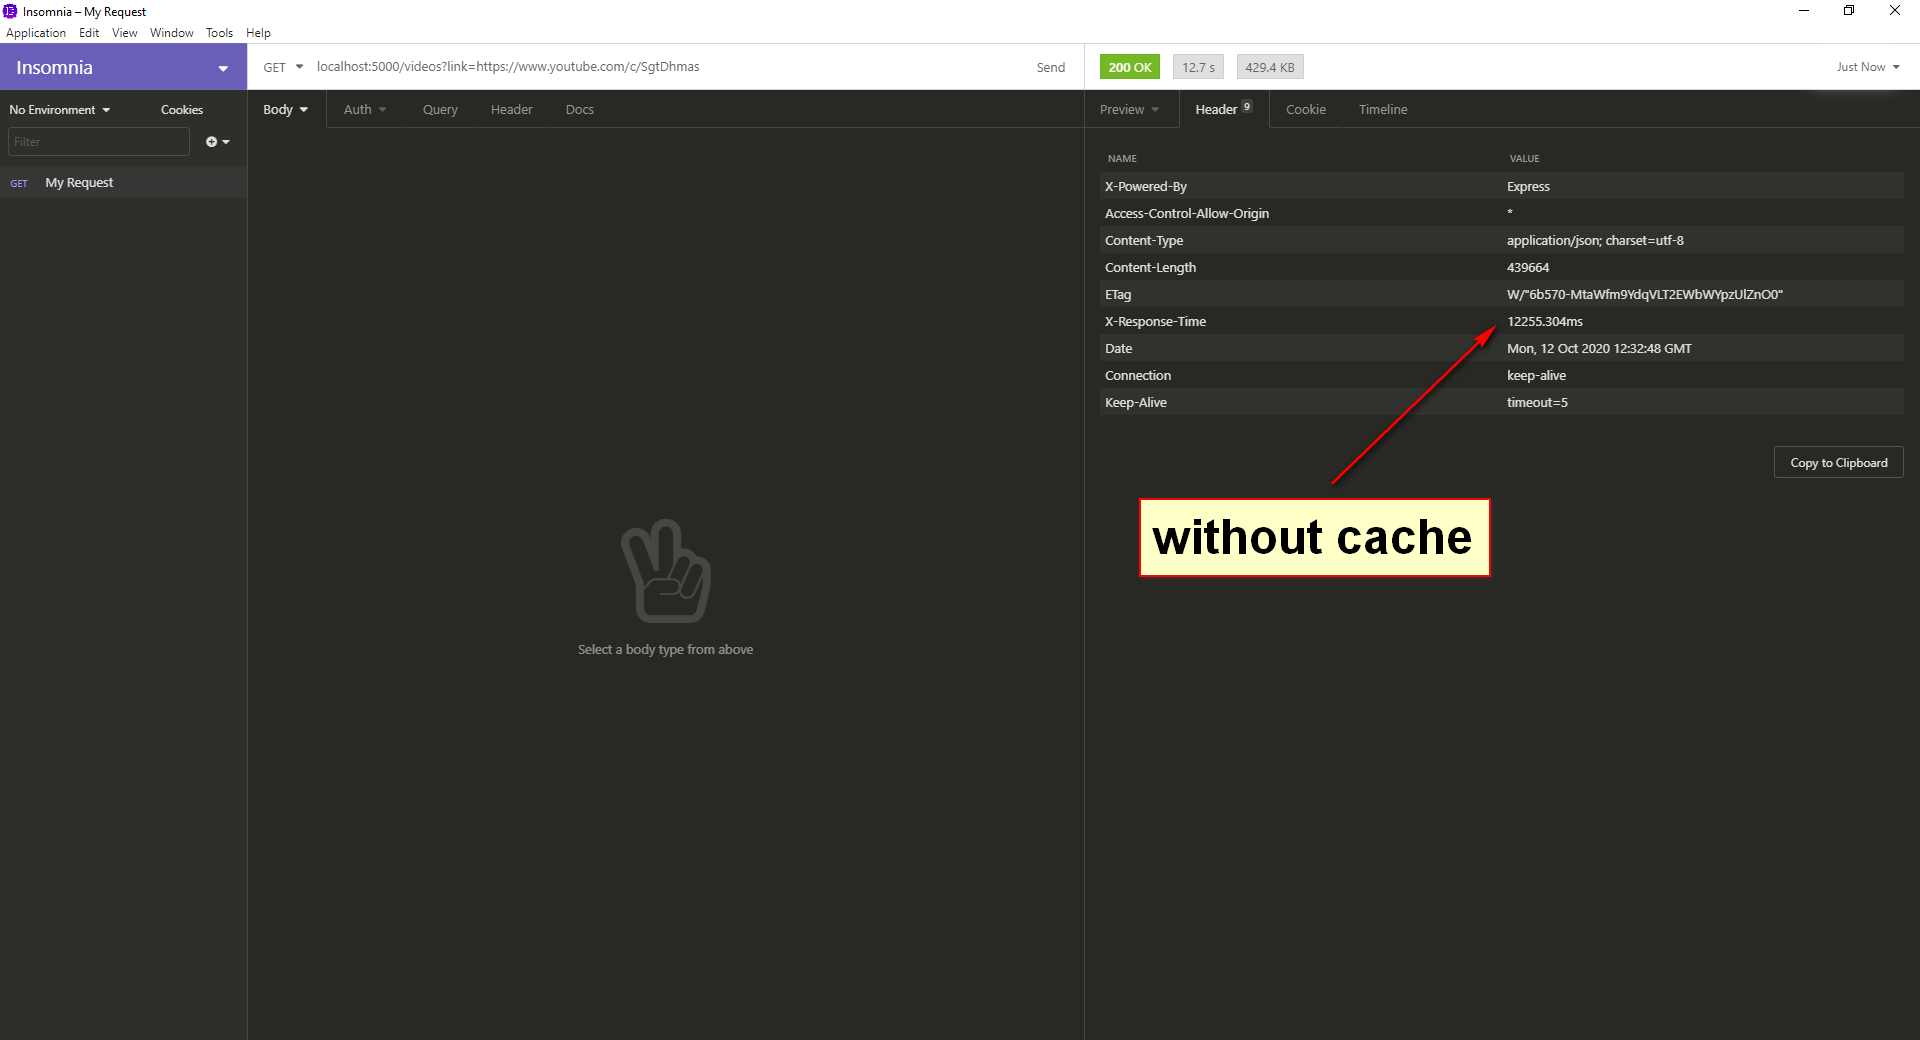 Insomnia – My Request
Application Edit View Window Tools Help
Insomnia
GET localhost:5000/videos?link=https://www.youtube.com/c/SgtDhmas Send
200 OK 12.7 s 429.4 KB Just Now
No Environment Cookies
Body Auth Query Header Docs
Preview Header 9 Cookie Timeline
Filter
GET My Request
NAME VALUE
X-Powered-By Express
Access-Control-Allow-Origin *
Content-Type application/json; charset=utf-8
Content-Length 439664
ETag W/"6b570-MtaWfm9YdqVLT2EWbWYpzUlZnO0"
X-Response-Time 12255.304ms
Date Mon, 12 Oct 2020 12:32:48 GMT
Connection keep-alive
Keep-Alive timeout=5
Copy to Clipboard
without cache
Select a body type from above